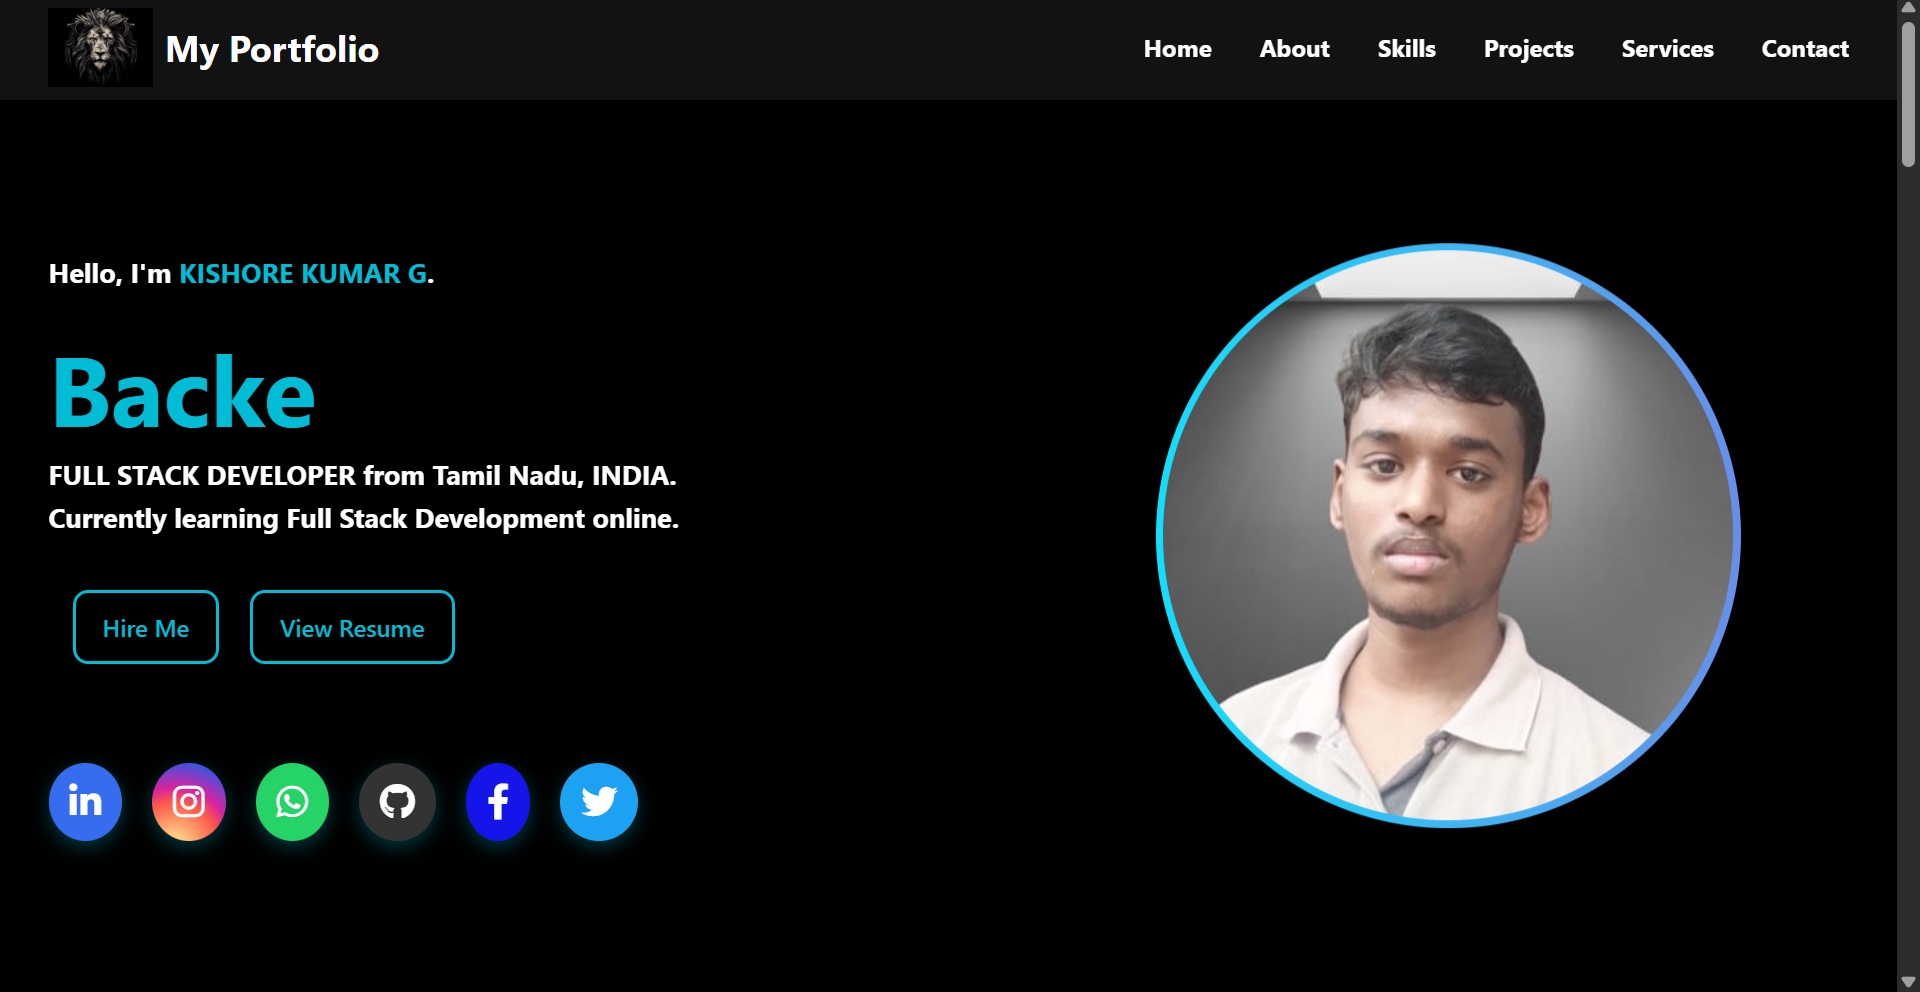 My Portfolio
Home About Skills Projects Services Contact
Hello, I'm KISHORE KUMAR G.
Backe
FULL STACK DEVELOPER from Tamil Nadu, INDIA.
Currently learning Full Stack Development online.
Hire Me View Resume